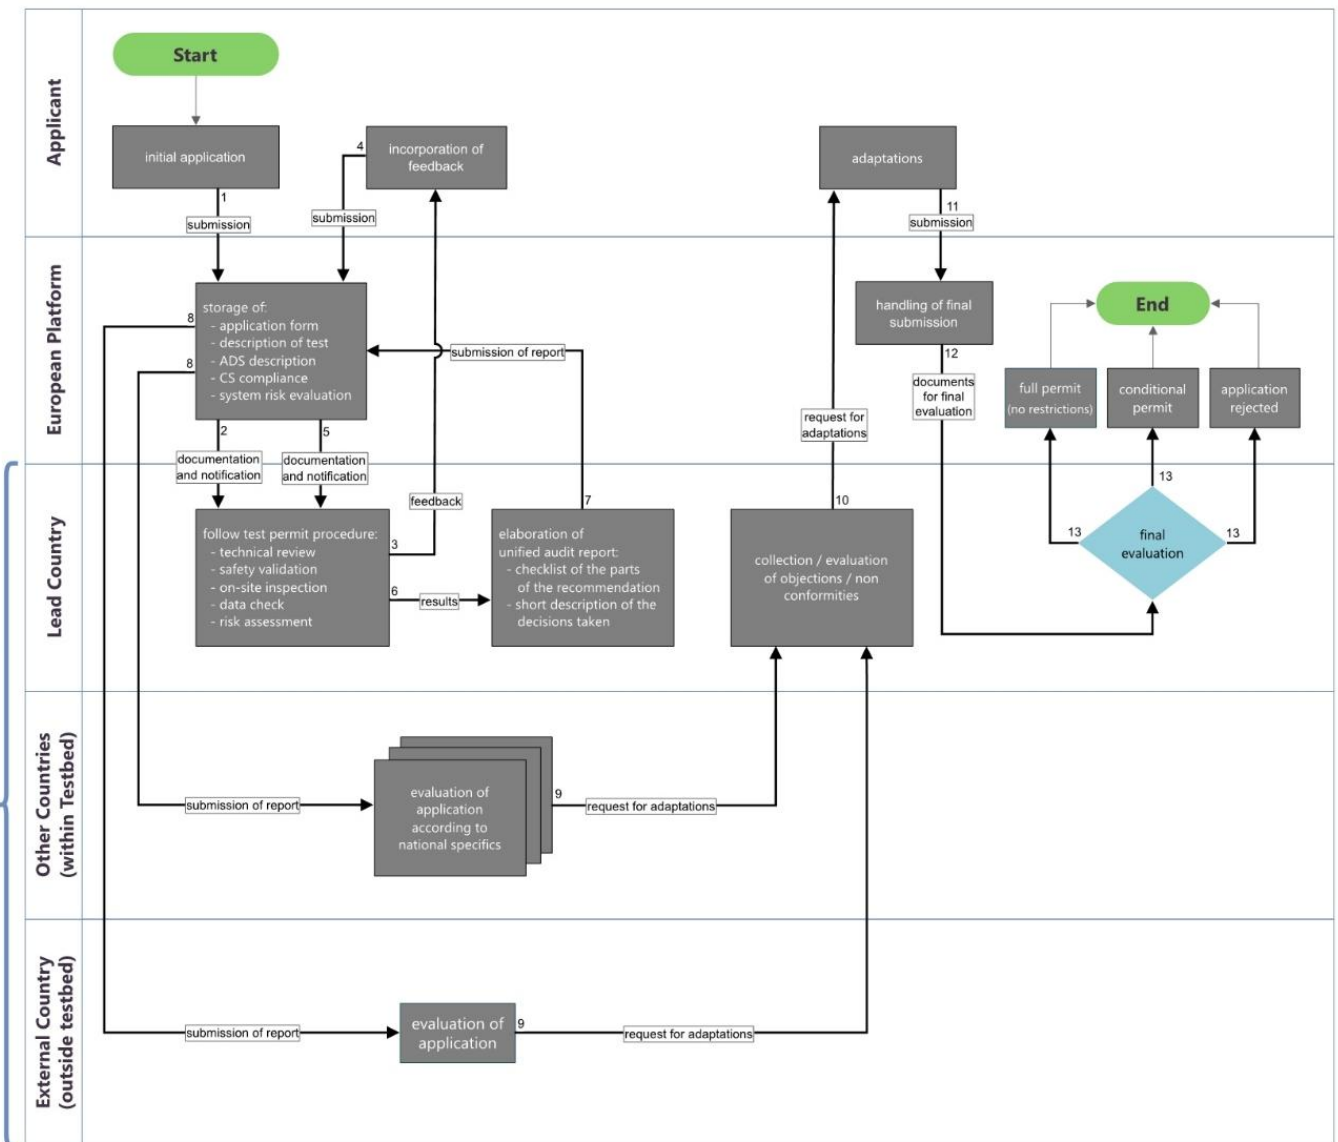 Applicant
Start
initial application
1
submission
4
incorporation of
feedback
submission
adaptations
11
submission
European Platform
storage of:
- application form
- description of test
- ADS description
- CS compliance
- system risk evaluation
8
8
2
documentation
and notification
5
documentation
and notification
submission of report
request for
adaptations
handling of final
submission
12
documents
for final
evaluation
End
full permit
(no restrictions)
conditional
permit
application
rejected
Lead Country
follow test permit procedure:
- technical review
- safety validation
- on-site inspection
- data check
- risk assessment
3
feedback
6
results
7
elaboration of
unified audit report:
- checklist of the parts
of the recommendation
- short description of the
decisions taken
10
collection / evaluation
of objections / non
conformities
13
13
13
final
evaluation
Other Countries
(within Testbed)
submission of report
evaluation of
application
according to
national specifics
9
request for adaptations
External Country
(outside testbed)
submission of report
evaluation of
application
9
request for adaptations